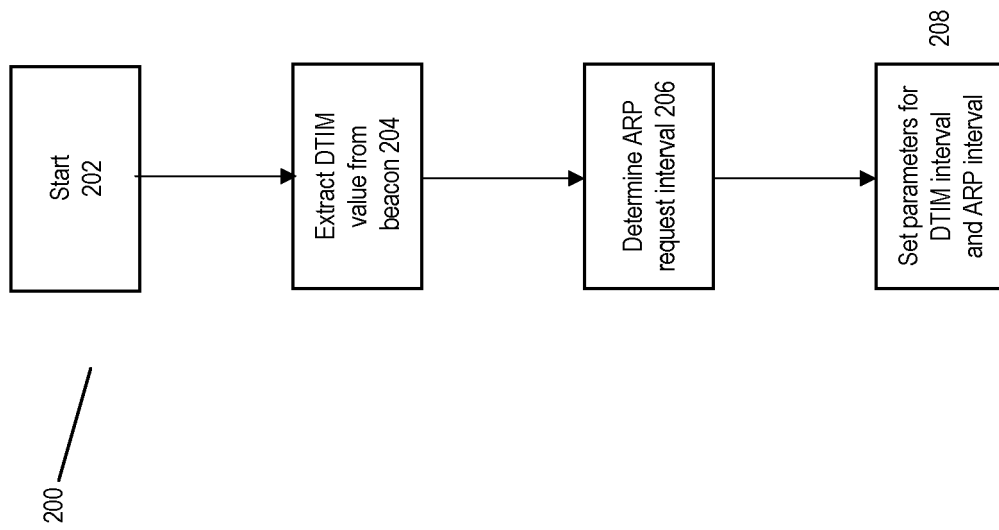 Start
202
Extract DTIM
value from
beacon 204
Determine ARP
request interval 206
Set parameters for
DTIM interval
and ARP interval
208
200